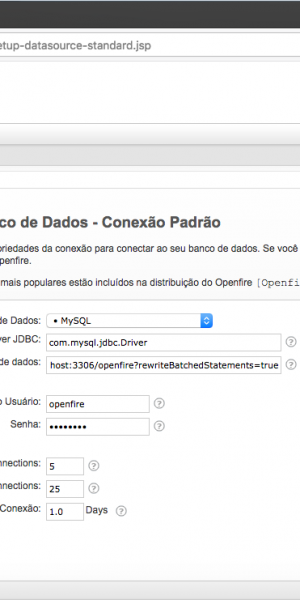 etup-datasource-standard.jsp
co de Dados - Conexão Padrão
oriedades da conexão para conectar ao seu banco de dados. Se você
penfire.
mais populares estão incluídos na distribuição do Openfire [Openfi
de Dados: • MySQL
ver JDBC: com.mysql.jdbc.Driver
de dados: host:3306/openfire?rewriteBatchedStatements=true
o Usuário: openfire
Senha: ••••••••
nnections: 5
nnections: 25
Conexão: 1.0 Days